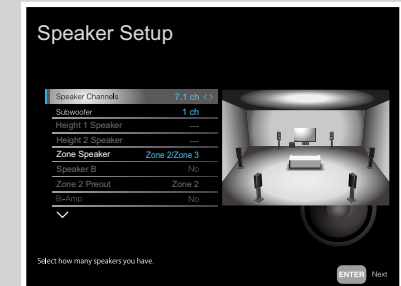 Speaker Setup
Speaker Channels 7.1 ch <>
Subwoofer 1 ch
Height 1 Speaker ---
Height 2 Speaker ---
Zone Speaker Zone 2/Zone 3
Speaker B No
Zone 2 Preout Zone 2
Bi-Amp No
Select how many speakers you have.
ENTER Next